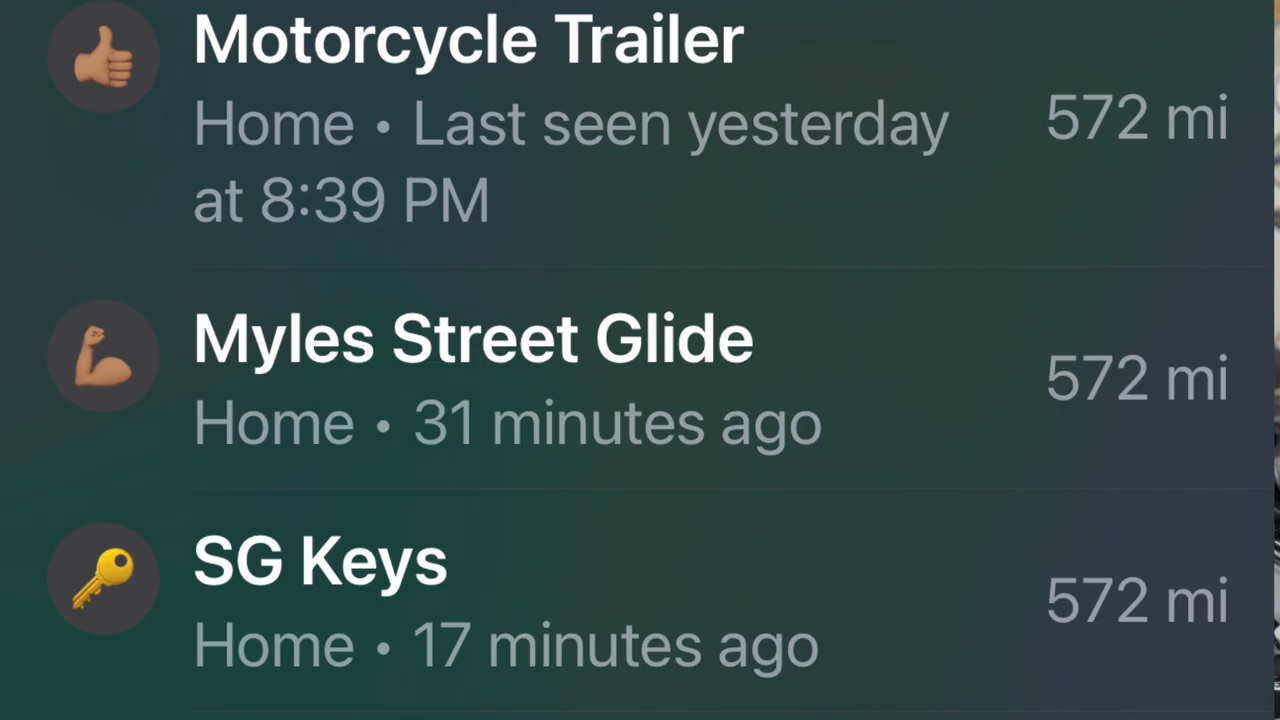 Motorcycle Trailer
Home • Last seen yesterday
at 8:39 PM
572 mi
Myles Street Glide
Home • 31 minutes ago
572 mi
SG Keys
Home • 17 minutes ago
572 mi